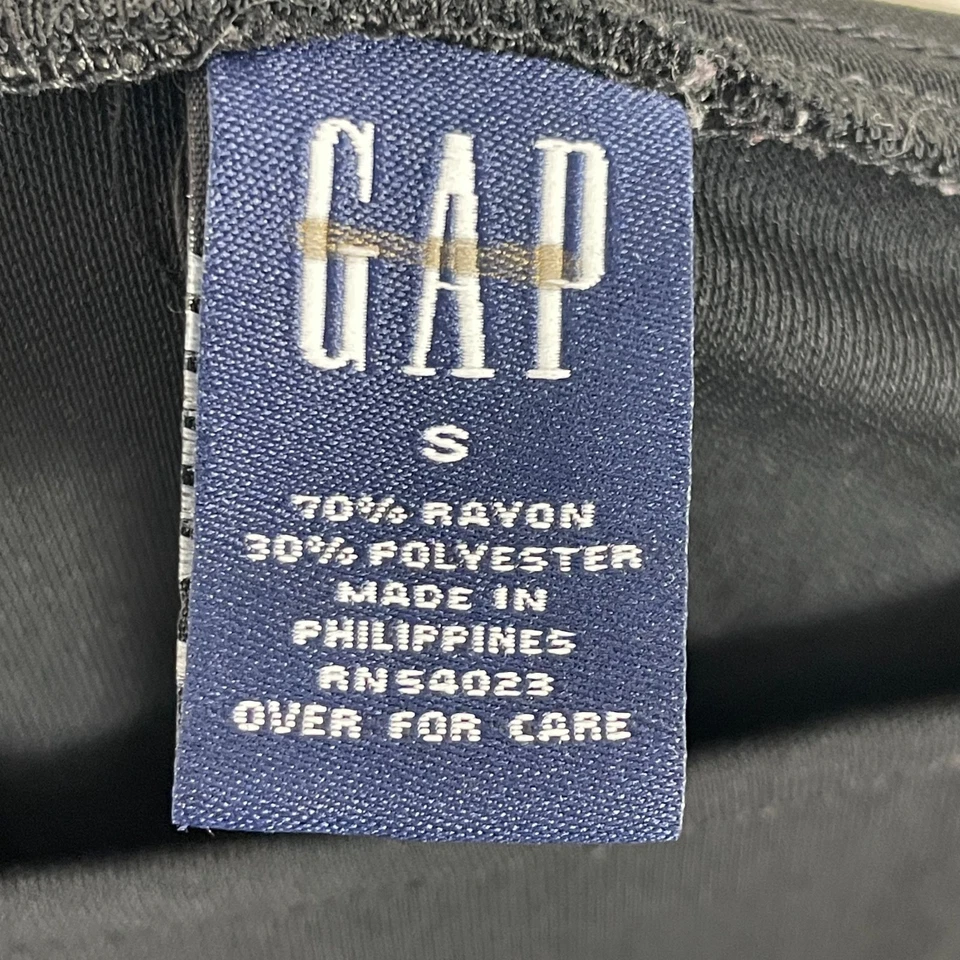 GAP
S
70% RAYON
30% POLYESTER
MADE IN
PHILIPPINES
RN54023
OVER FOR CARE